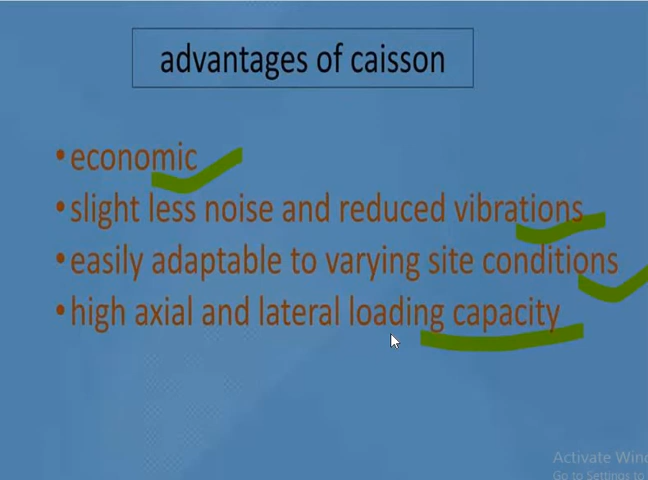 advantages of caisson
•economic
•slight less noise and reduced vibrations
•easily adaptable to varying site conditions
•high axial and lateral loading capacity
Activate Wind
Go to Settings to